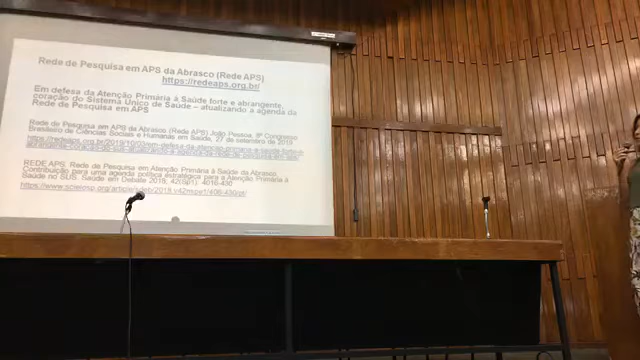 Rede de Pesquisa em APS da Abrasco (Rede APS)
https://redeaps.org.br/
Em defesa da Atenção Primária à Saúde forte e abrangente,
coração do Sistema Único de Saúde – atualizando a agenda da
Rede de Pesquisa em APS
Rede de Pesquisa em APS da Abrasco (Rede APS) João Pessoa, 8º Congresso
Brasileiro de Ciências Sociais e Humanas em Saúde, 27 de setembro de 2019
REDE APS. Rede de Pesquisa em Atenção Primária à Saúde da Abrasco.
Contribuição para uma agenda política estratégica para a Atenção Primária à
Saúde no SUS. Saúde em Debate 2018, 42(Sp1):